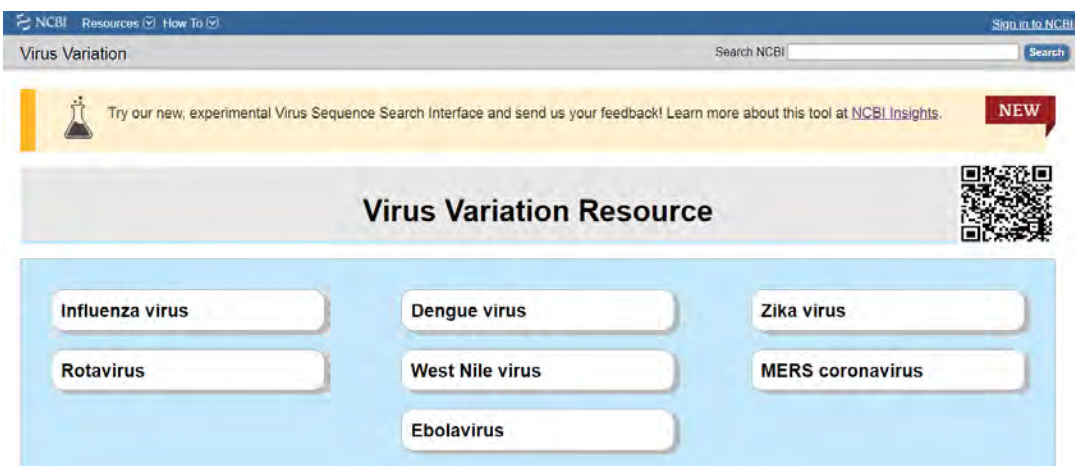 NCBI Resources How To Sign in to NCBI
Virus Variation Search NCBI Search
Try our new, experimental Virus Sequence Search Interface and send us your feedback! Learn more about this tool at NCBI Insights. NEW
Virus Variation Resource
Influenza virus Dengue virus Zika virus
Rotavirus West Nile virus MERS coronavirus
Ebolavirus